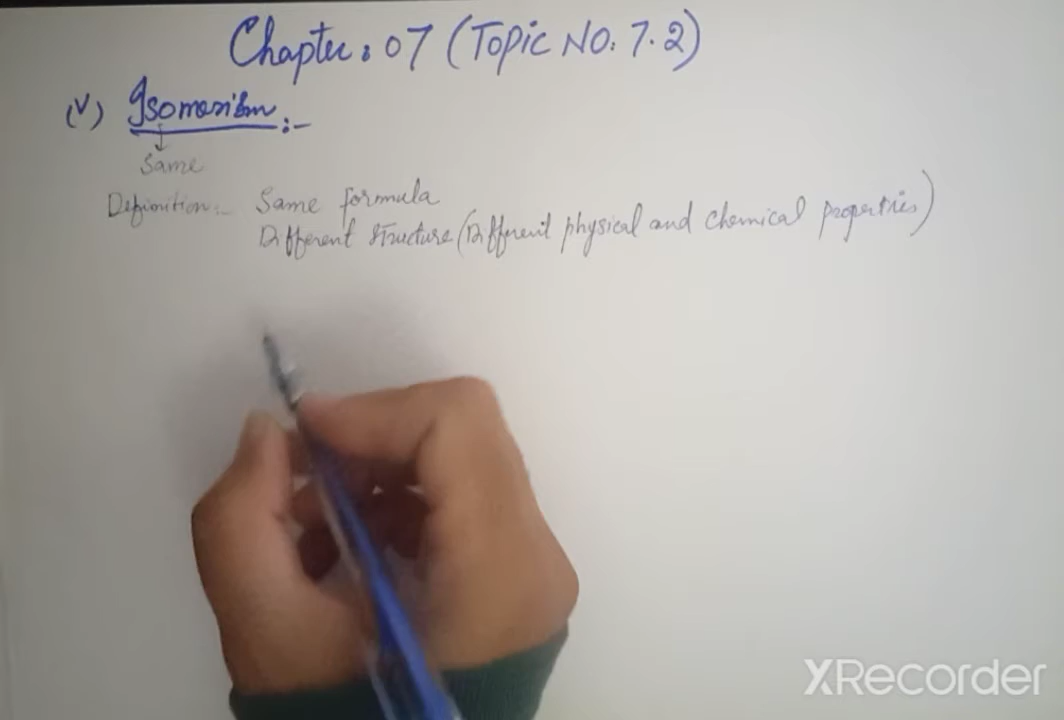 Chapter: 07 (Topic No. 7.2)
(V) Isomerism :-
Same
Definition:- Same formula
Different structure (Different physical and chemical properties)
XRecorder